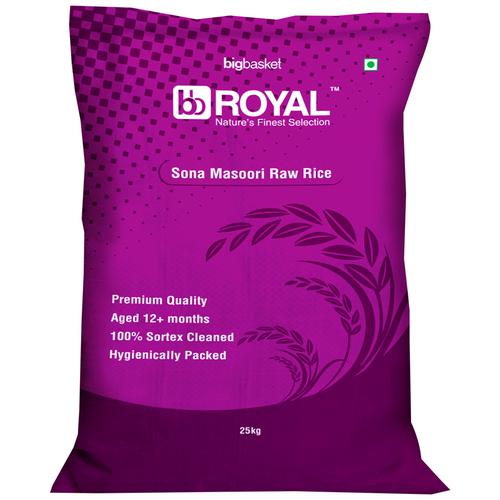 bigbasket
bb ROYAL™
Nature's Finest Selection
Sona Masoori Raw Rice
Premium Quality
Aged 12+ months
100% Sortex Cleaned
Hygienically Packed
25kg